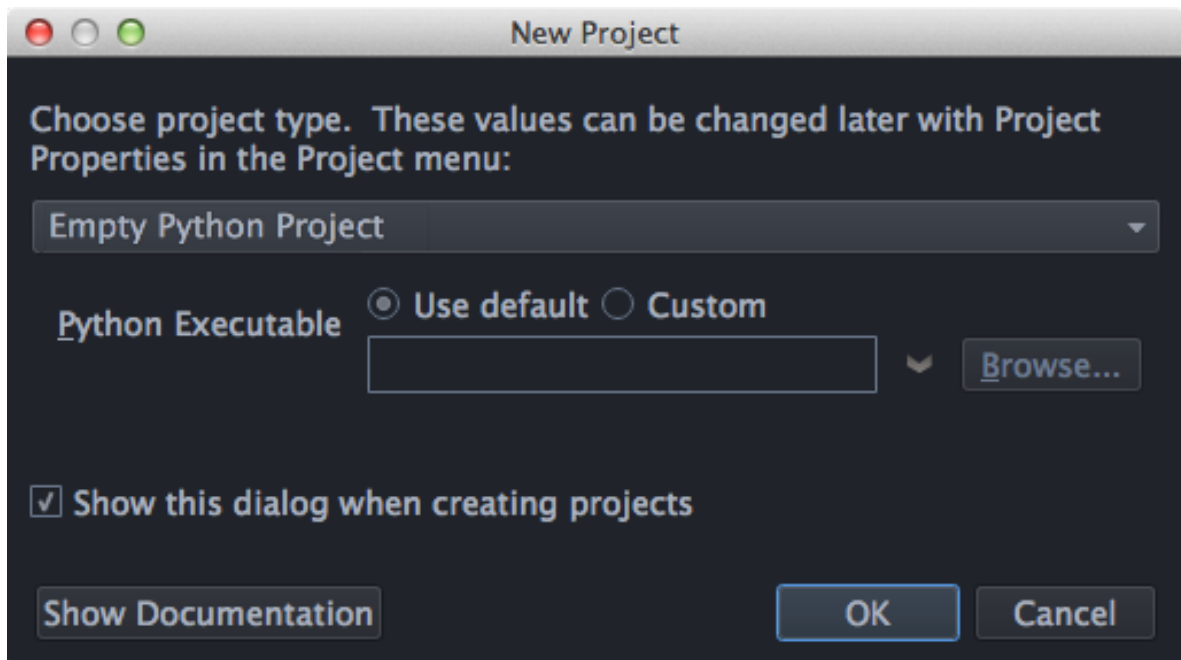 New Project
Choose project type.  These values can be changed later with Project
Properties in the Project menu:
Empty Python Project
Use default Custom
Python Executable
Browse...
Show this dialog when creating projects
Show Documentation OK Cancel